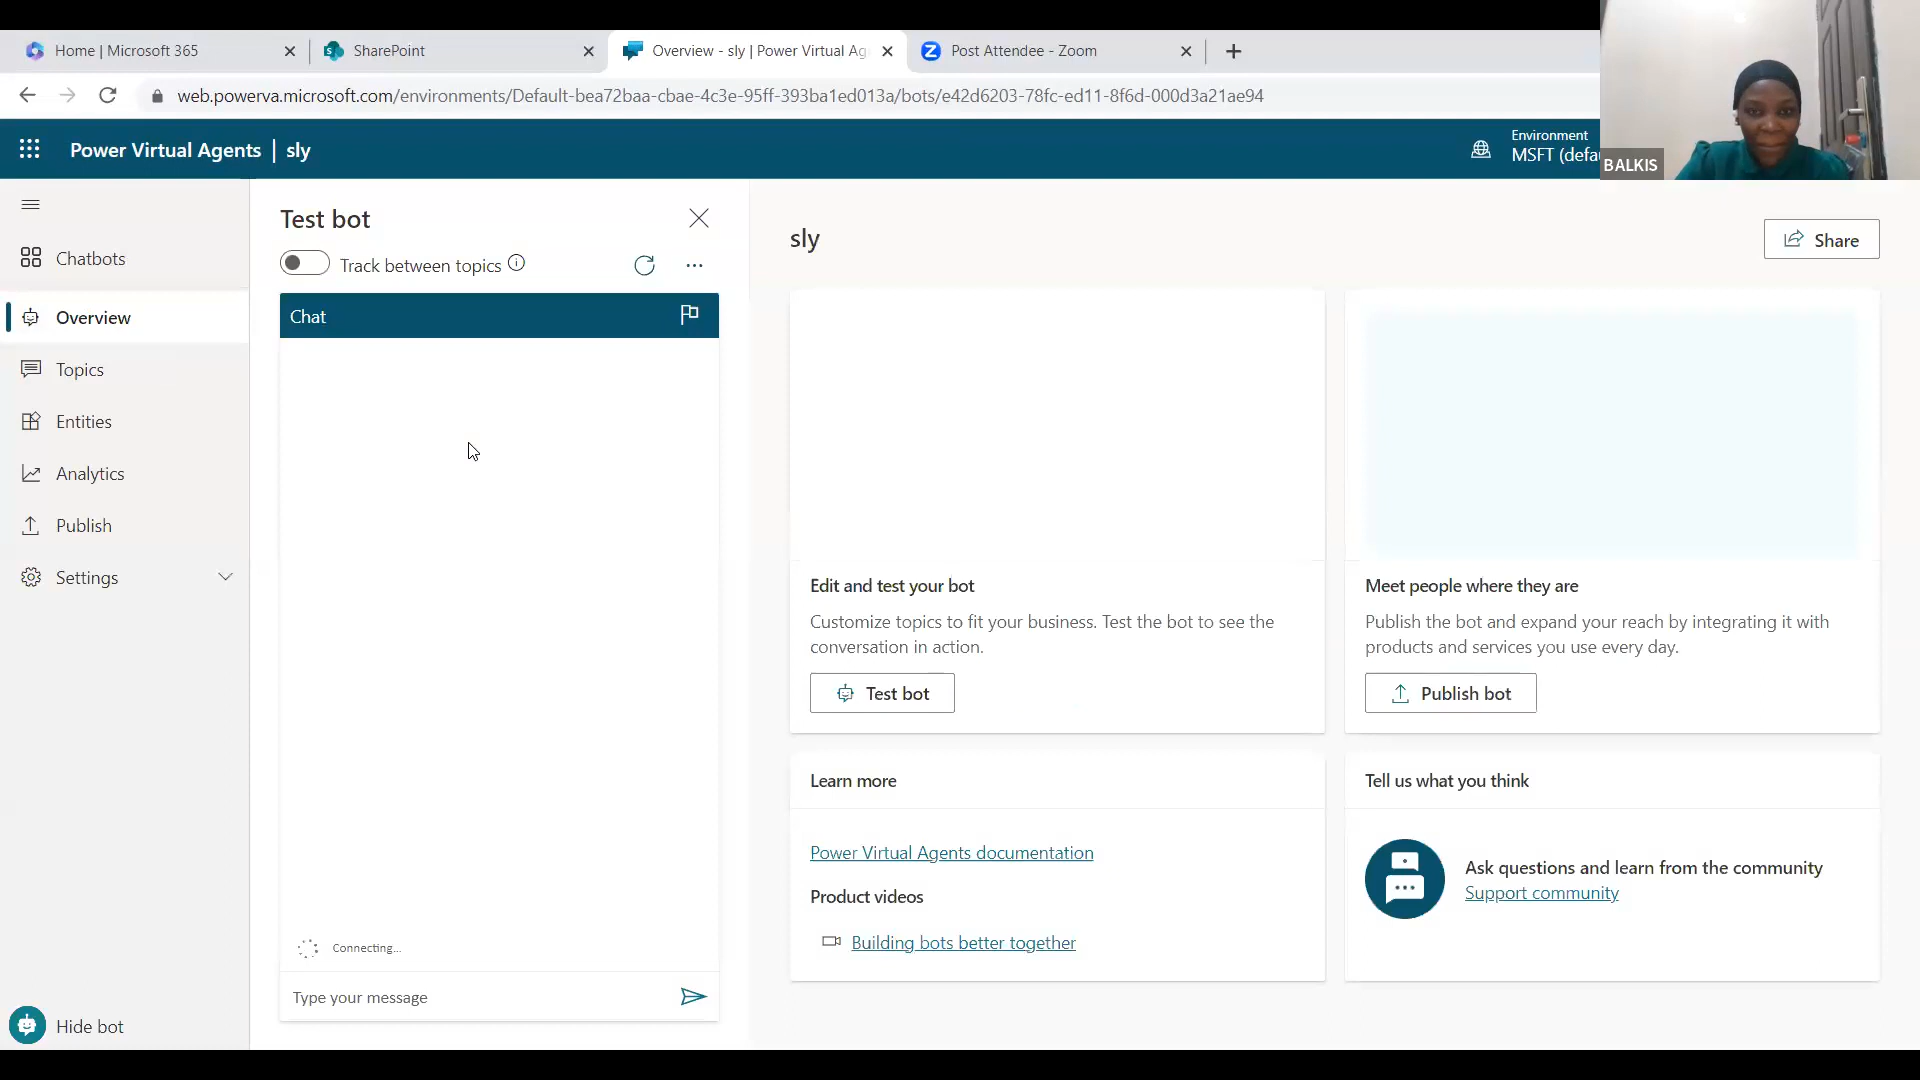 Home | Microsoft 365
SharePoint
Overview - sly | Power Virtual Ag
Post Attendee - Zoom
web.powerva.microsoft.com/environments/Default-bea72baa-cbae-4c3e-95ff-393ba1ed013a/bots/e42d6203-78fc-ed11-8f6d-000d3a21ae94
Power Virtual Agents | sly
Environment
MSFT (defa
BALKIS
Chatbots
Overview
Topics
Entities
Analytics
Publish
Settings
Hide bot
Test bot
Track between topics
Chat
Connecting...
Type your message
sly
Share
Edit and test your bot
Customize topics to fit your business. Test the bot to see the
conversation in action.
Test bot
Meet people where they are
Publish the bot and expand your reach by integrating it with
products and services you use every day.
Publish bot
Learn more
Power Virtual Agents documentation
Product videos
Building bots better together
Tell us what you think
Ask questions and learn from the community
Support community